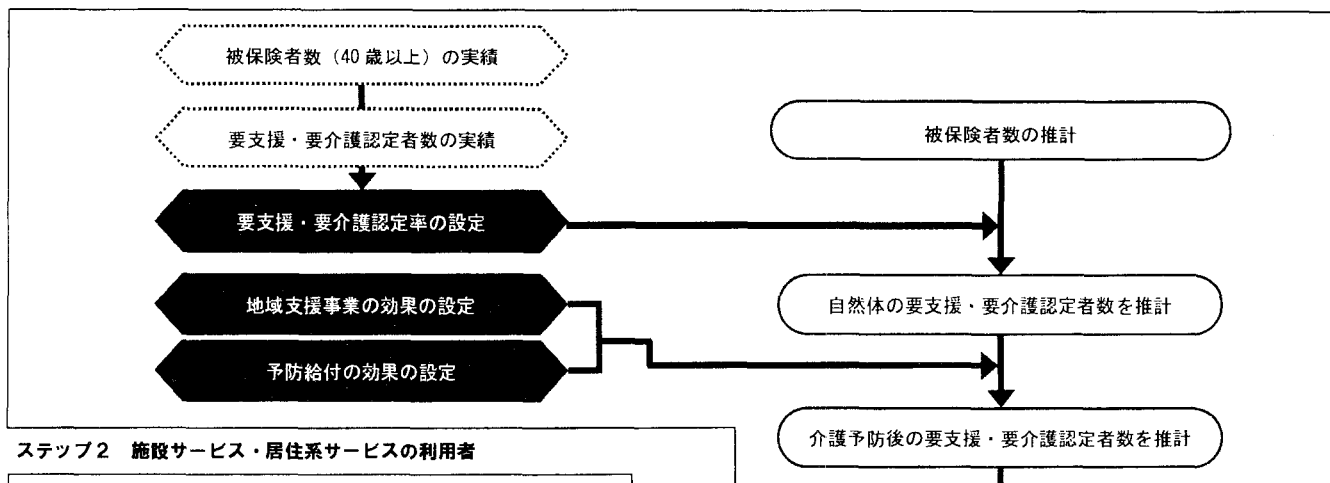 被保険者数（40歳以上）の実績
要支援・要介護認定者数の実績
被保険者数の推計
要支援・要介護認定率の設定
地域支援事業の効果の設定
自然体の要支援・要介護認定者数を推計
予防給付の効果の設定
介護予防後の要支援・要介護認定者数を推計
ステップ２　施設サービス・居住系サービスの利用者